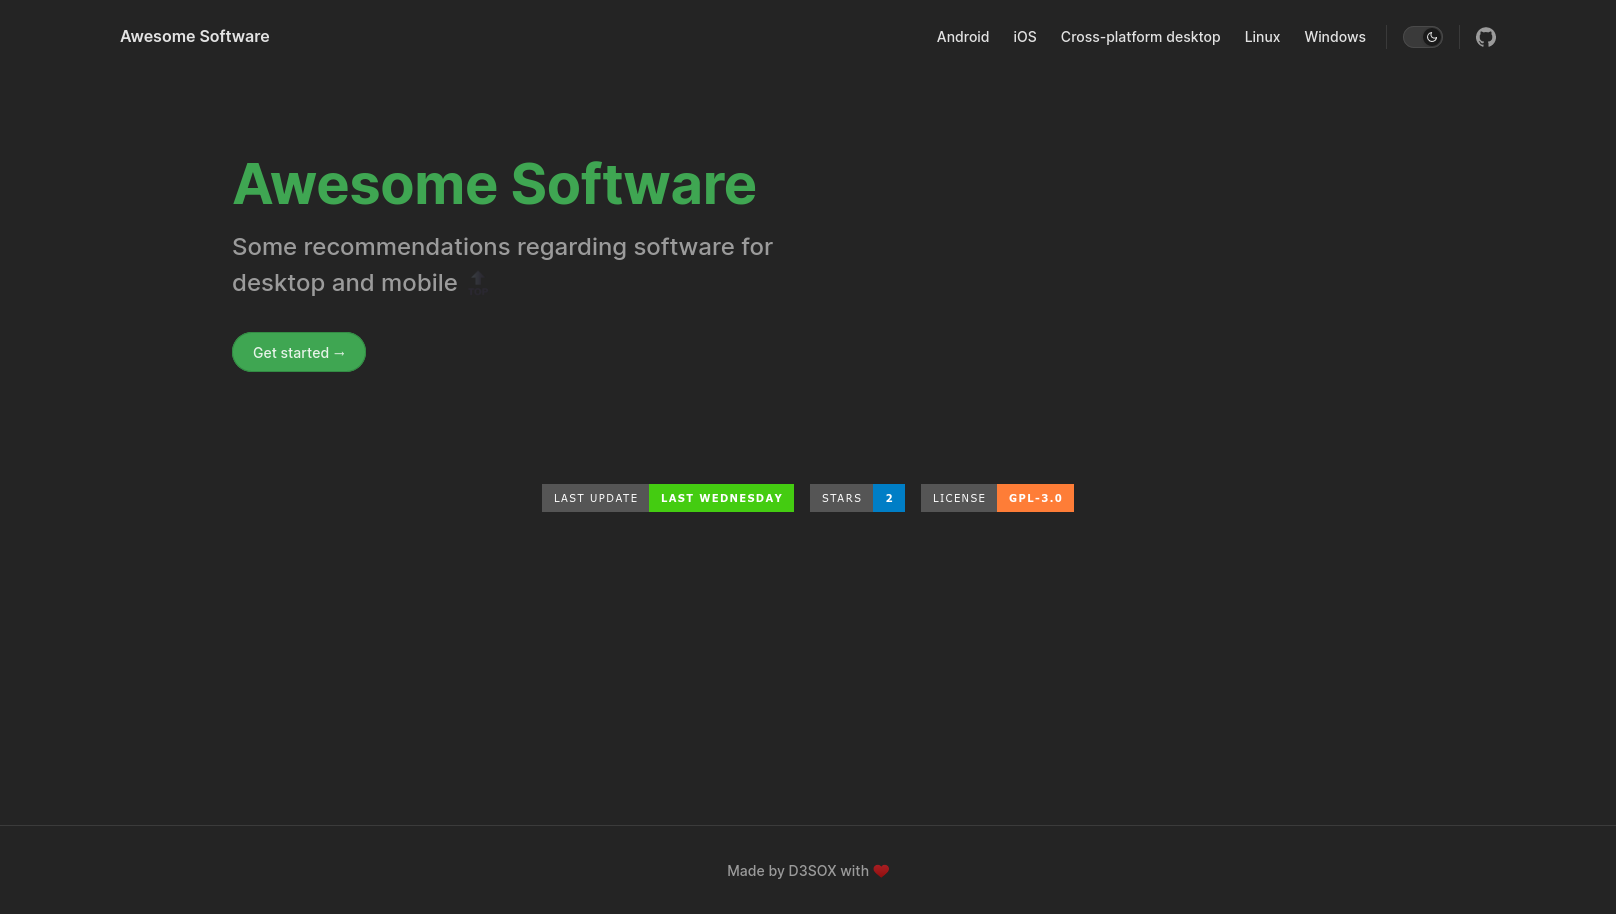 Awesome Software
Android
iOS
Cross-platform desktop
Linux
Windows
Awesome Software
Some recommendations regarding software for
desktop and mobile
Get started →
LAST UPDATE LAST WEDNESDAY
STARS 2
LICENSE GPL-3.0
Made by D3SOX with ❤️